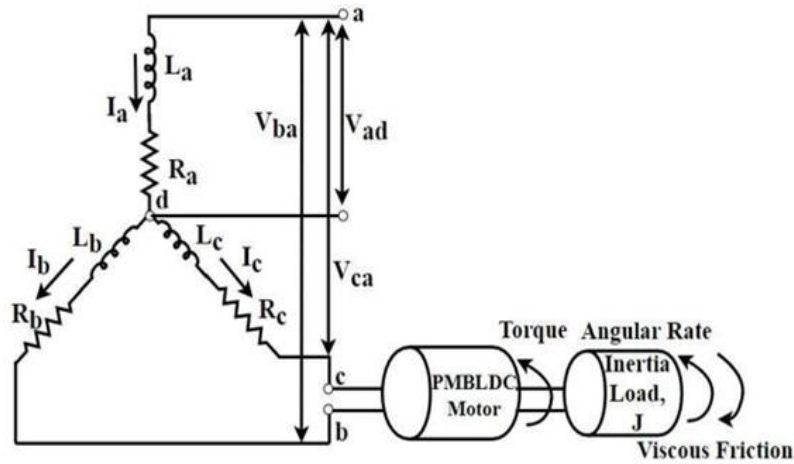 a
La
Ia
Vba
Vad
Ra
d
Lb
Lc
Ib
Ic
Vca
Rb
Rc
Torque Angular Rate
c
PMBLDC
Motor
Inertia
Load,
J
b
Viscous Friction